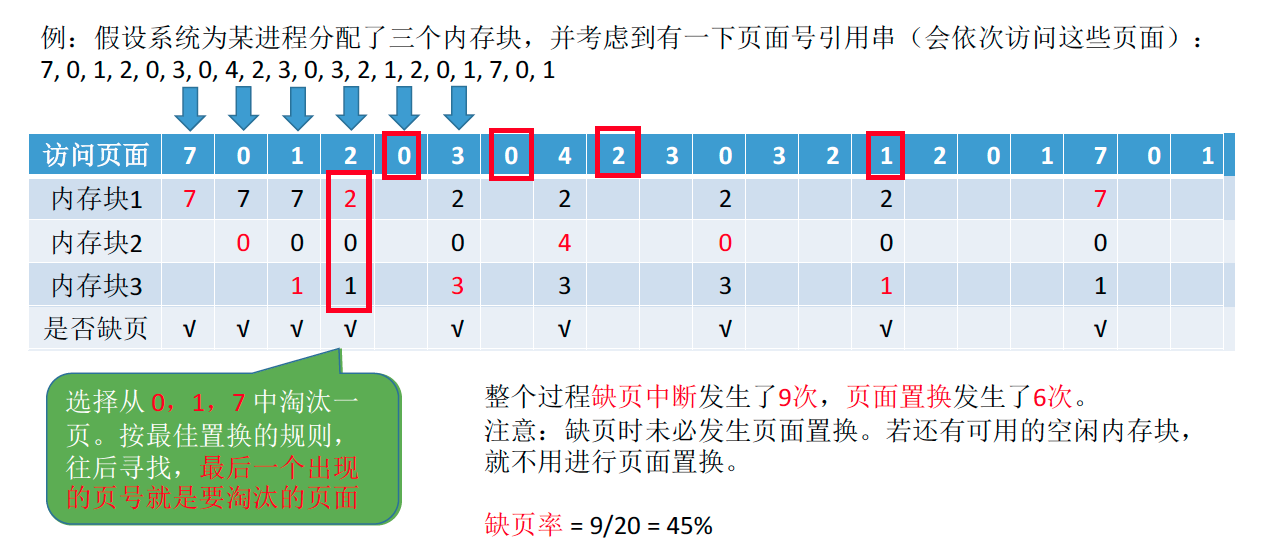 例：假设系统为某进程分配了三个内存块，并考虑到有一下页面号引用串（会依次访问这些页面）：
7, 0, 1, 2, 0, 3, 0, 4, 2, 3, 0, 3, 2, 1, 2, 0, 1, 7, 0, 1
访问页面 7 0 1 2 0 3 0 4 2 3 0 3 2 1 2 0 1 7 0 1
内存块1 7 7 7 2 2 2 2 2 7
内存块2 0 0 0 0 4 0 0 0
内存块3 1 1 3 3 3 1 1
是否缺页 √ √ √ √ √ √ √ √ √
选择从 0，1，7 中淘汰一
页。按最佳置换的规则，
往后寻找，最后一个出现
的页号就是要淘汰的页面
整个过程缺页中断发生了9次，页面置换发生了6次。
注意：缺页时未必发生页面置换。若还有可用的空闲内存块，
就不用进行页面置换。
缺页率 = 9/20 = 45%